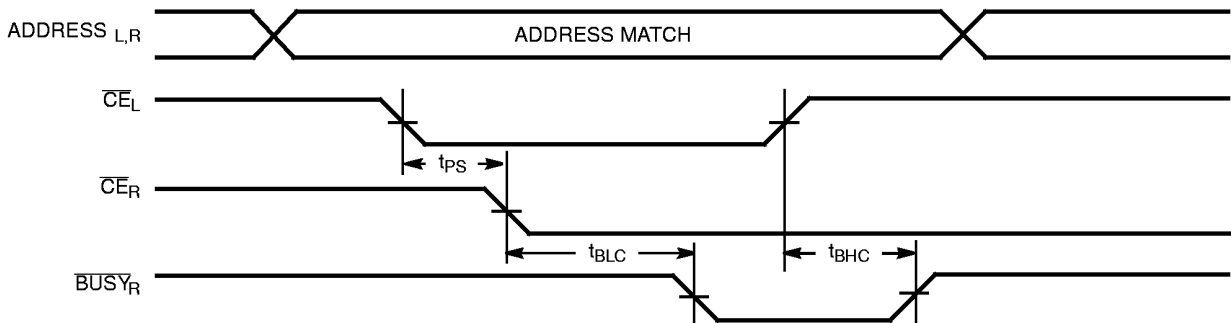 ADDRESS L,R
ADDRESS MATCH
CEL
tPS
CER
tBLC
tBHC
BUSYR